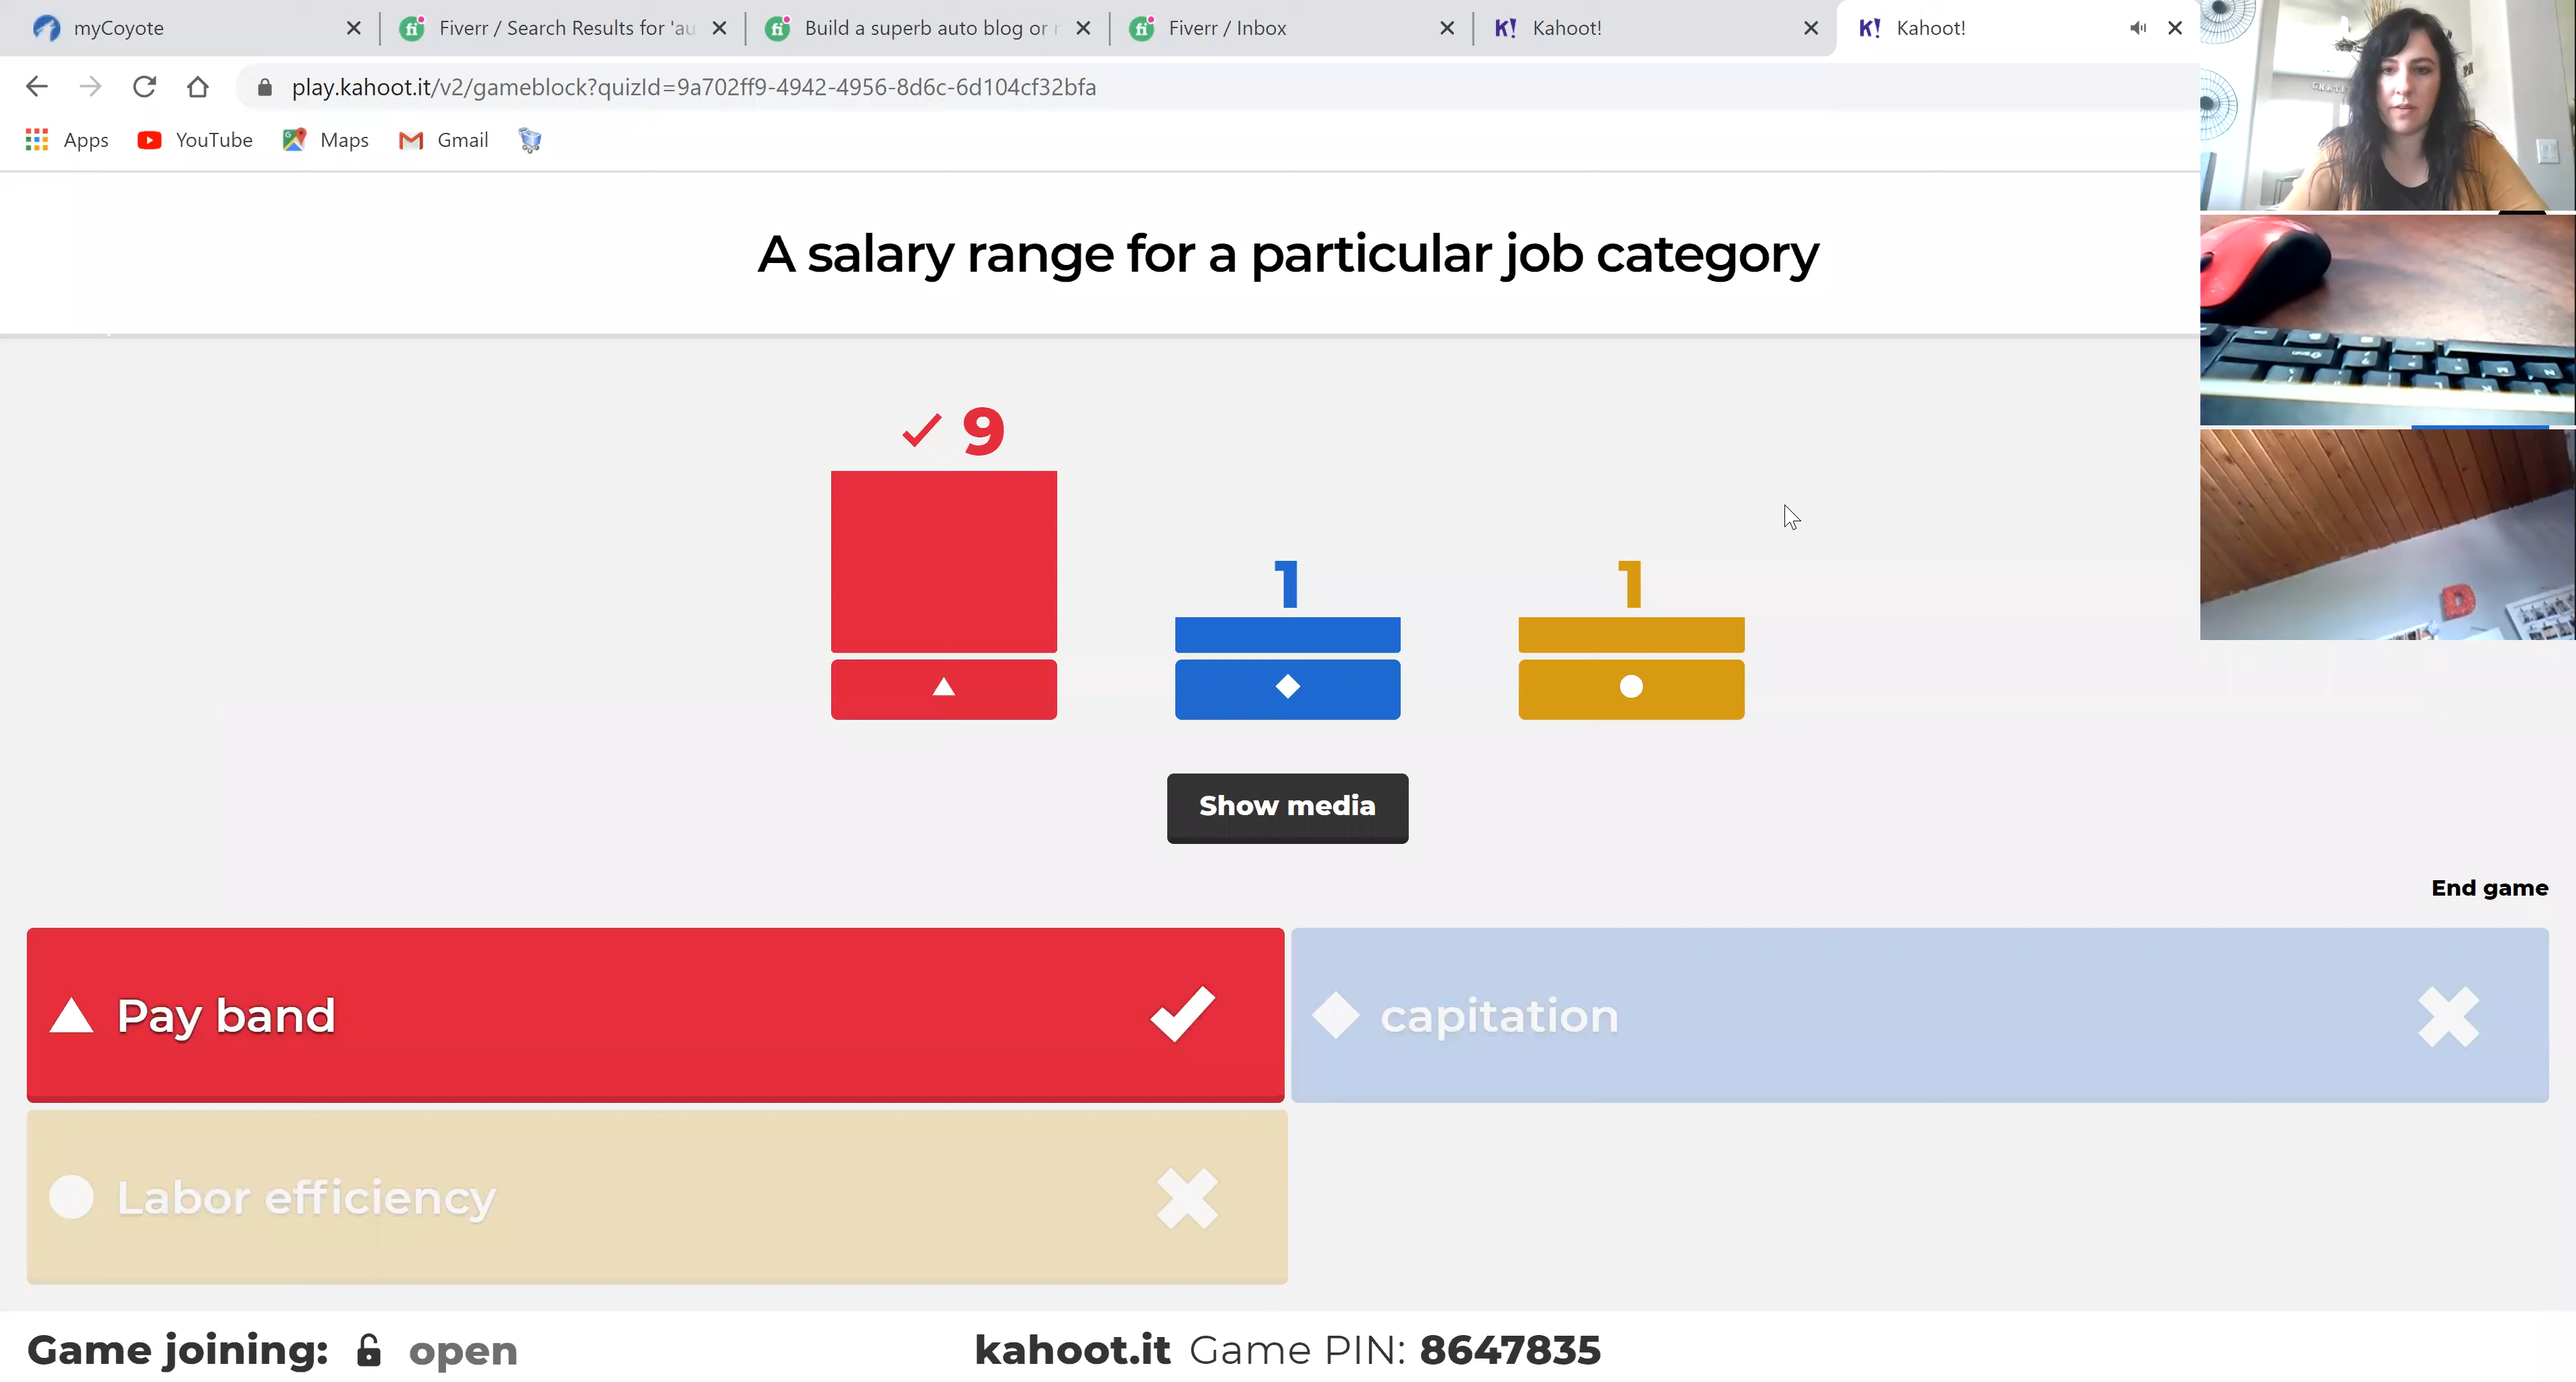 myCoyote
Fiverr / Search Results for 'au
Build a superb auto blog or
Fiverr / Inbox
K! Kahoot!
K! Kahoot!
play.kahoot.it/v2/gameblock?quizId=9a702ff9-4942-4956-8d6c-6d104cf32bfa
Apps
YouTube
Maps
Gmail
A salary range for a particular job category
9
1
1
Show media
End game
Pay band
capitation
Labor efficiency
Game joining: open
kahoot.it Game PIN: 8647835
D